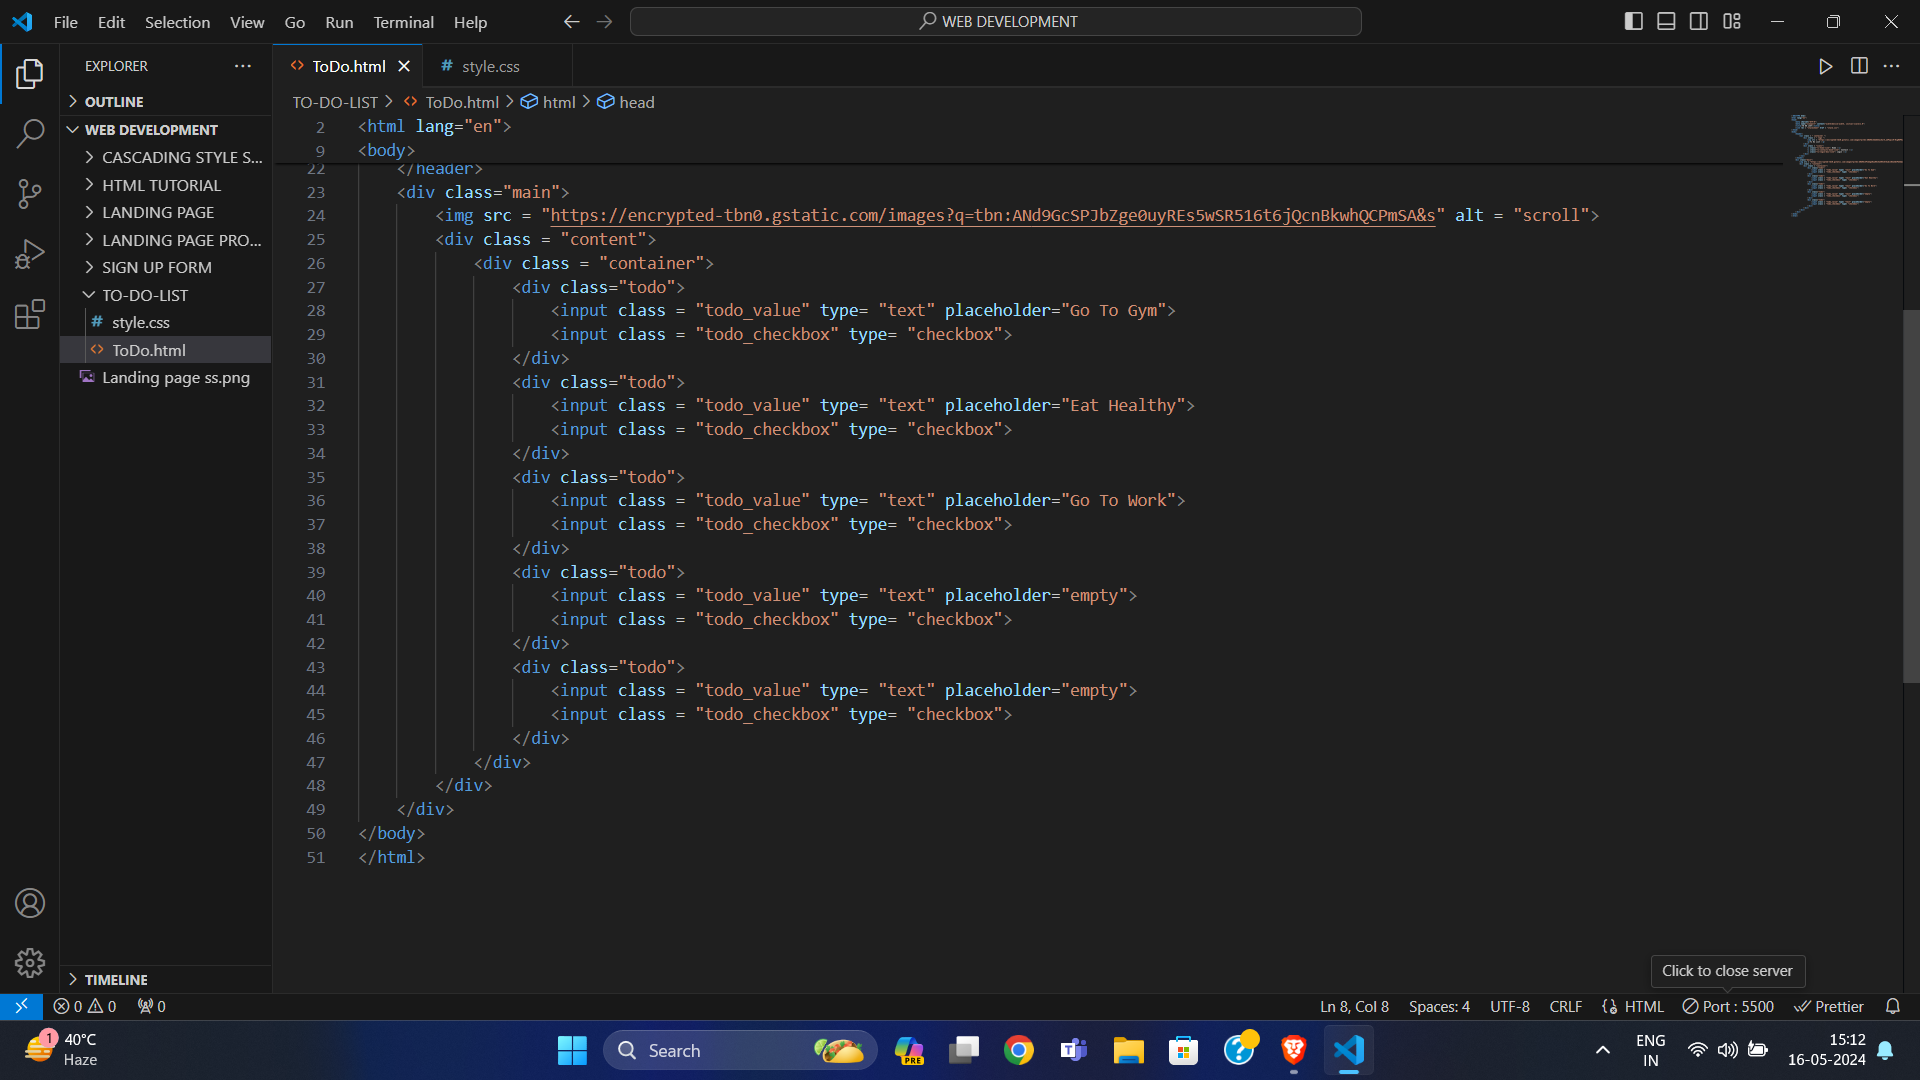 File Edit Selection View Go Run Terminal Help
WEB DEVELOPMENT
EXPLORER
OUTLINE
WEB DEVELOPMENT
CASCADING STYLE S...
HTML TUTORIAL
LANDING PAGE
LANDING PAGE PRO...
SIGN UP FORM
TO-DO-LIST
# style.css
<> ToDo.html
Landing page ss.png
TIMELINE
<> ToDo.html
# style.css
TO-DO-LIST > <> ToDo.html > html > head
2 <html lang="en">
9 <body>
22 </header>
23 <div class="main">
24 <img src = "https://encrypted-tbn0.gstatic.com/images?q=tbn:ANd9GcSPJbZge0uyREs5wSR516t6jQcnBkwhQCPmSA&s" alt = "scroll">
25 <div class = "content">
26 <div class = "container">
27 <div class="todo">
28 <input class = "todo_value" type= "text" placeholder="Go To Gym">
29 <input class = "todo_checkbox" type= "checkbox">
30 </div>
31 <div class="todo">
32 <input class = "todo_value" type= "text" placeholder="Eat Healthy">
33 <input class = "todo_checkbox" type= "checkbox">
34 </div>
35 <div class="todo">
36 <input class = "todo_value" type= "text" placeholder="Go To Work">
37 <input class = "todo_checkbox" type= "checkbox">
38 </div>
39 <div class="todo">
40 <input class = "todo_value" type= "text" placeholder="empty">
41 <input class = "todo_checkbox" type= "checkbox">
42 </div>
43 <div class="todo">
44 <input class = "todo_value" type= "text" placeholder="empty">
45 <input class = "todo_checkbox" type= "checkbox">
46 </div>
47 </div>
48 </div>
49 </div>
50 </body>
51 </html>
Click to close server
0 0 0
Ln 8, Col 8 Spaces: 4 UTF-8 CRLF {} HTML Port : 5500 Prettier
1
40°C
Haze
Search
PRE
ENG
IN
15:12
16-05-2024